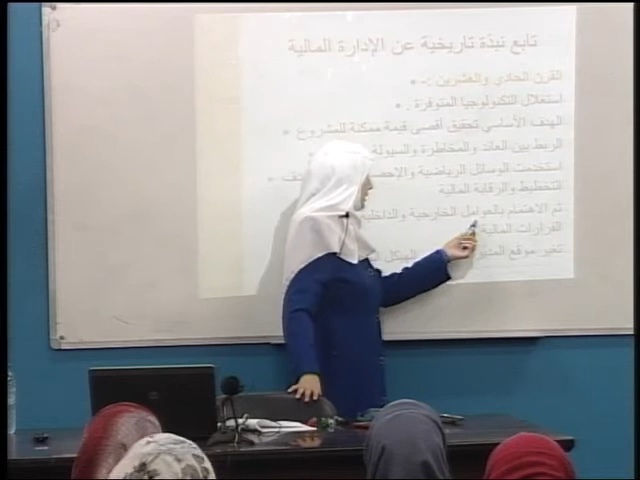 تابع نبذة تاريخية عن الإدارة المالية
القرن الحادي والعشرين :- •
استغلال التكنولوجيا المتوفرة . •
الهدف الأساسي تحقيق أقصى قيمة ممكنة للمشروع •
الربط بين العائد والمخاطرة والسيولة
استخدمت الوسائل الرياضية •
التخطيط والرقابة المالية
تم الاهتمام بالعوامل الخارجية
القرارات المالية
تغير موقع الهيكل